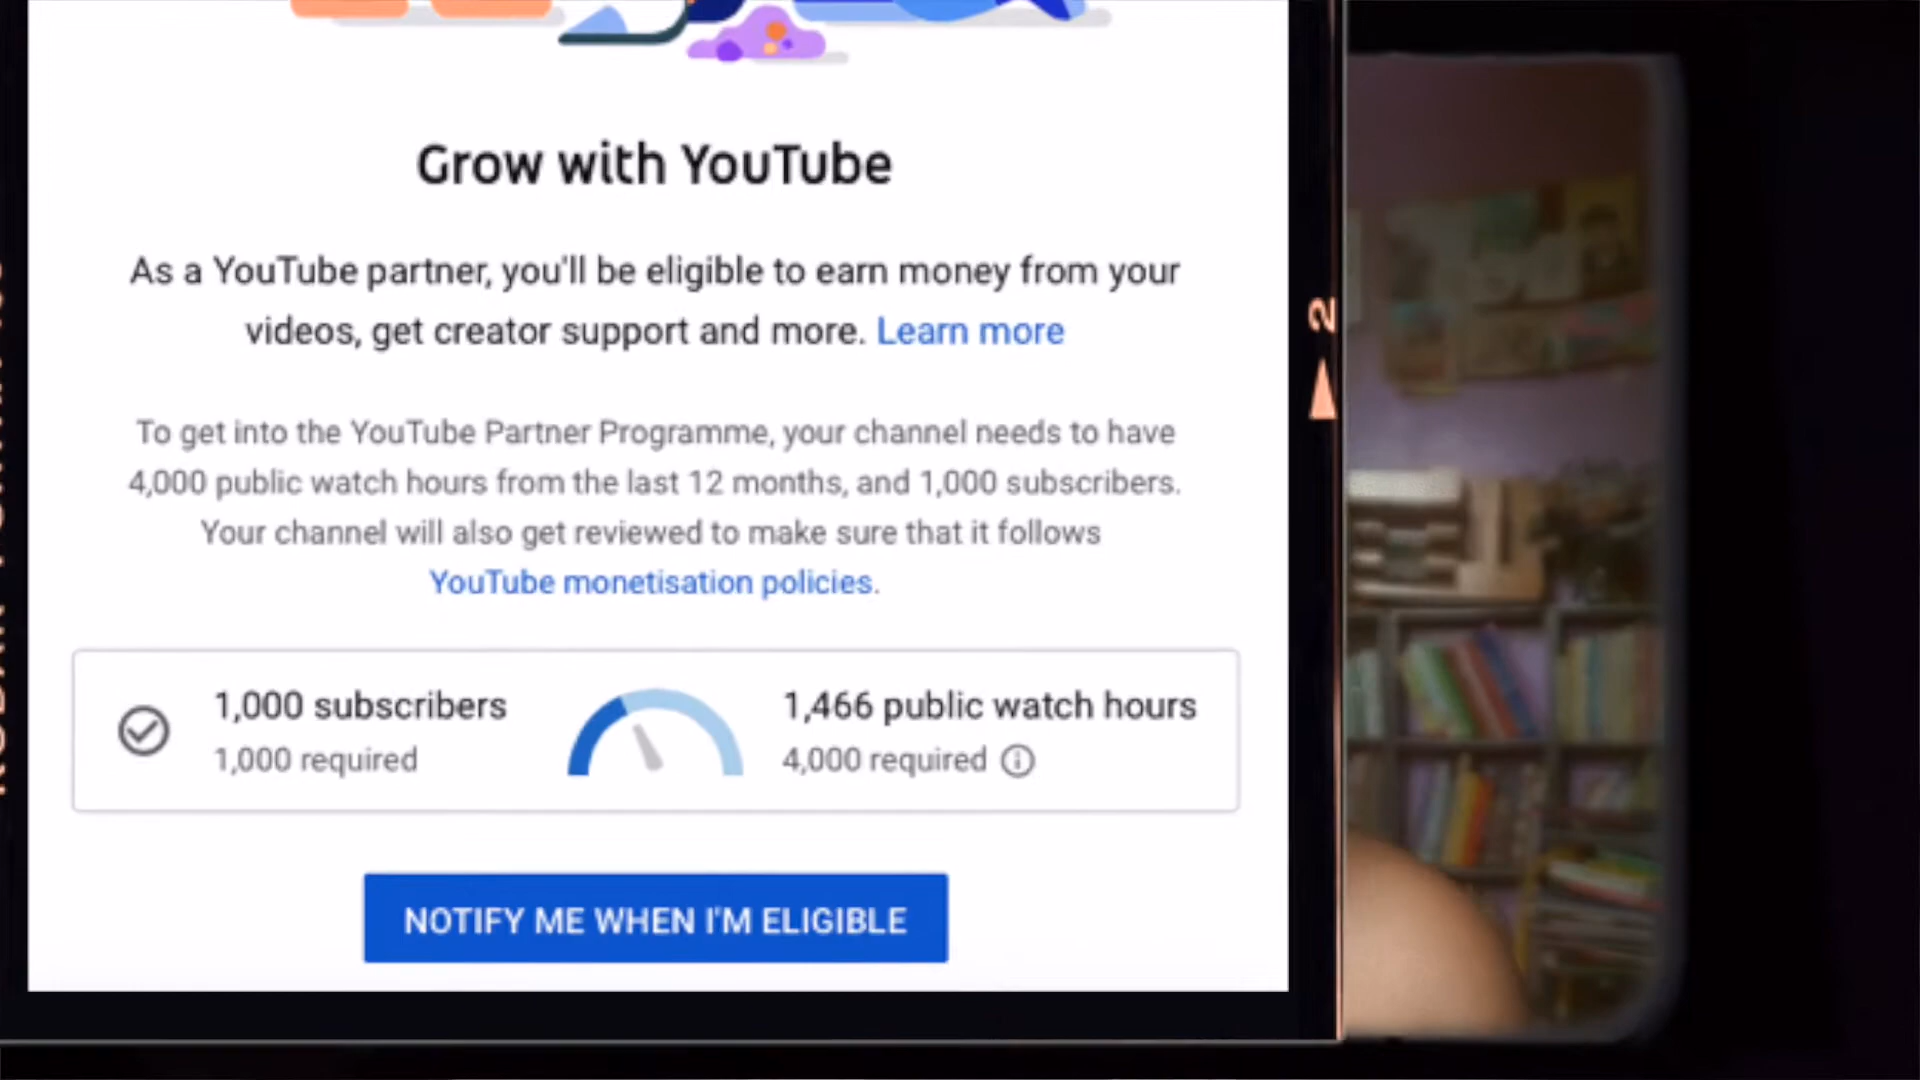 Grow with YouTube
As a YouTube partner, you'll be eligible to earn money from your
videos, get creator support and more. Learn more
To get into the YouTube Partner Programme, your channel needs to have
4,000 public watch hours from the last 12 months, and 1,000 subscribers.
Your channel will also get reviewed to make sure that it follows
YouTube monetisation policies.
1,000 subscribers
1,000 required
1,466 public watch hours
4,000 required
NOTIFY ME WHEN I'M ELIGIBLE
2